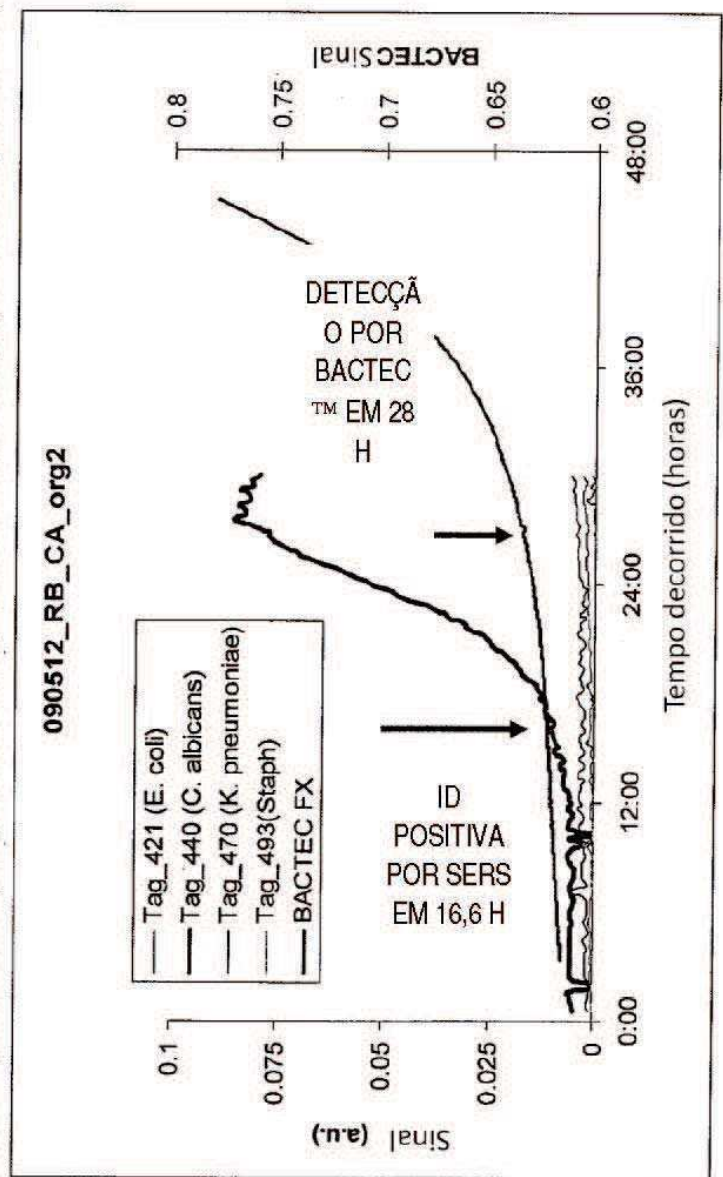 090512_RB_CA_org2
Tag_421 (E. coli)
Tag_440 (C. albicans)
Tag_470 (K. pneumoniae)
Tag_493(Staph)
BACTEC FX
DETECÇÃ
O POR
BACTEC
™ EM 28
H
ID
POSITIVA
POR SERS
EM 16,6 H
Sinal (a.u.)
0.1
0.075
0.05
0.025
0
BACTEC Sinal
0.8
0.75
0.7
0.65
0.6
0:00
12:00
24:00
36:00
48:00
Tempo decorrido (horas)